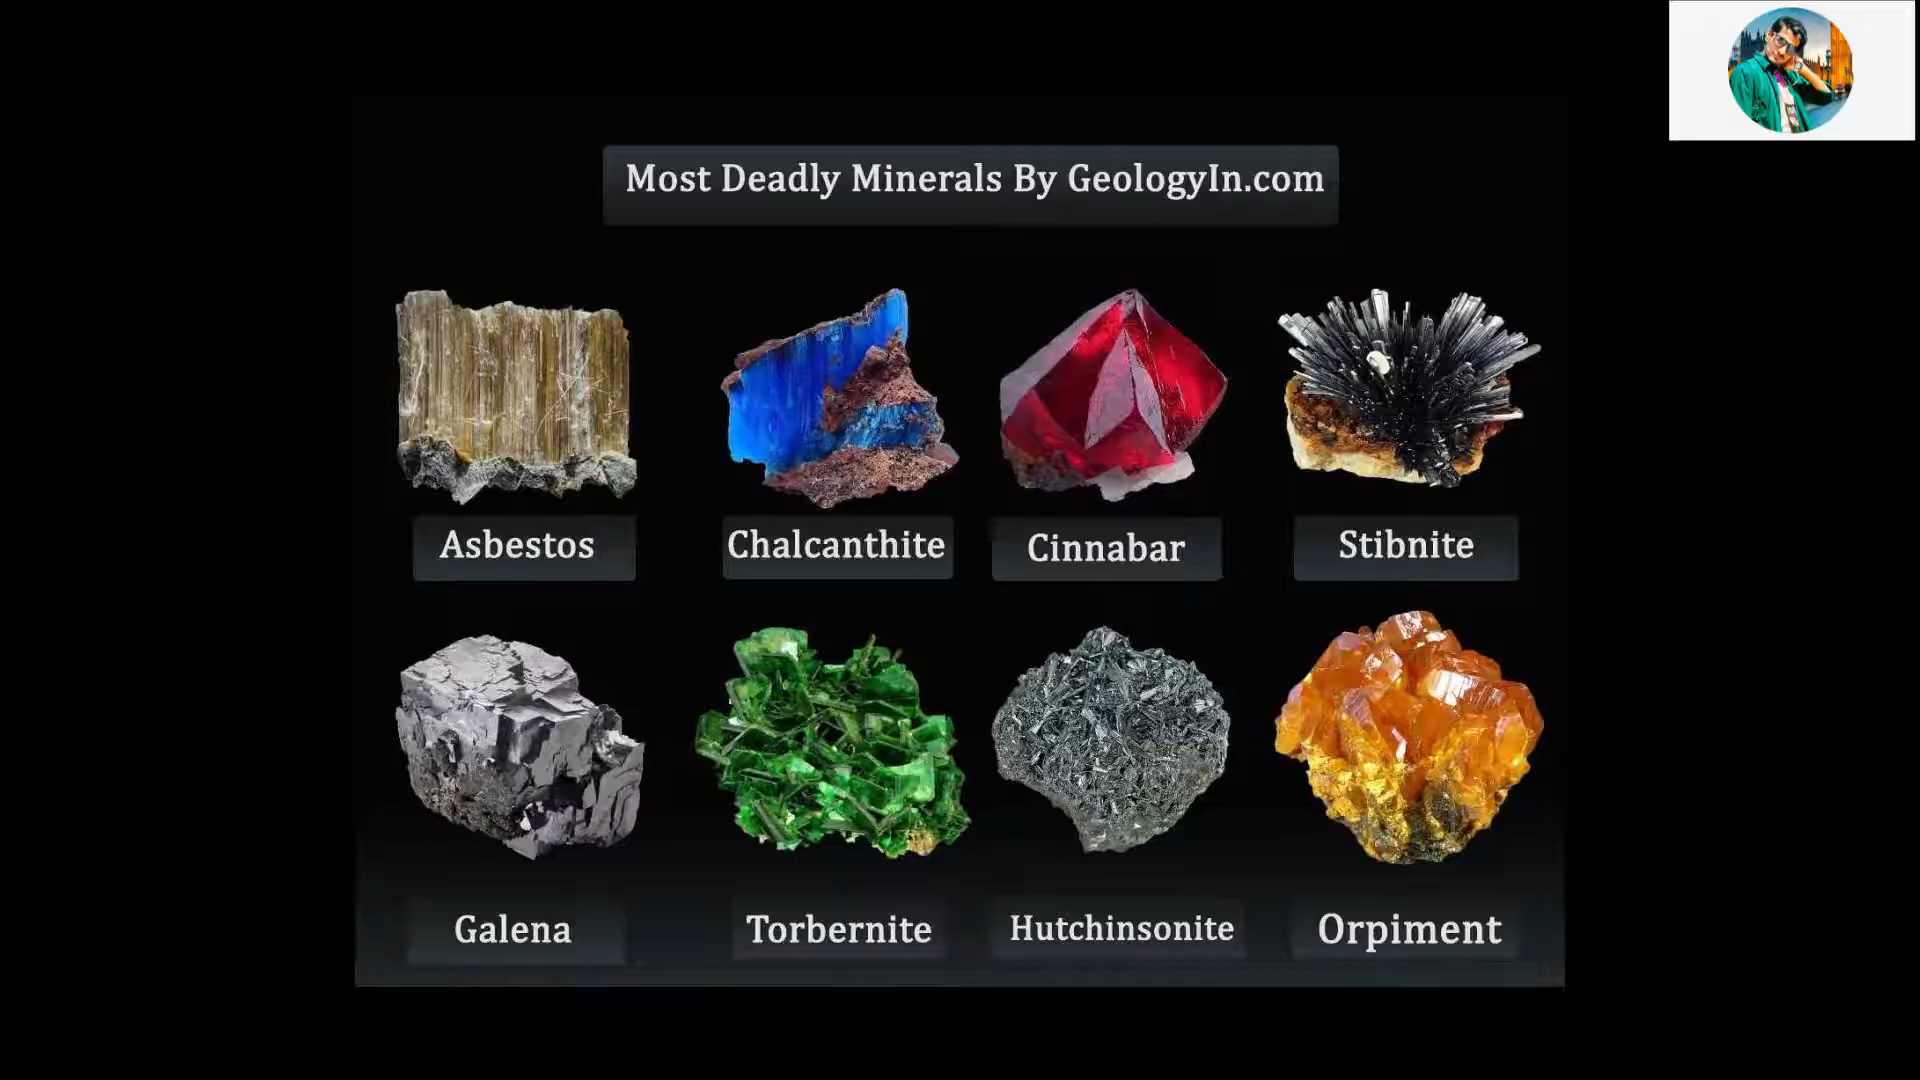 Most Deadly Minerals By GeologyIn.com
Asbestos
Chalcanthite
Cinnabar
Stibnite
Galena
Torbernite
Hutchinsonite
Orpiment